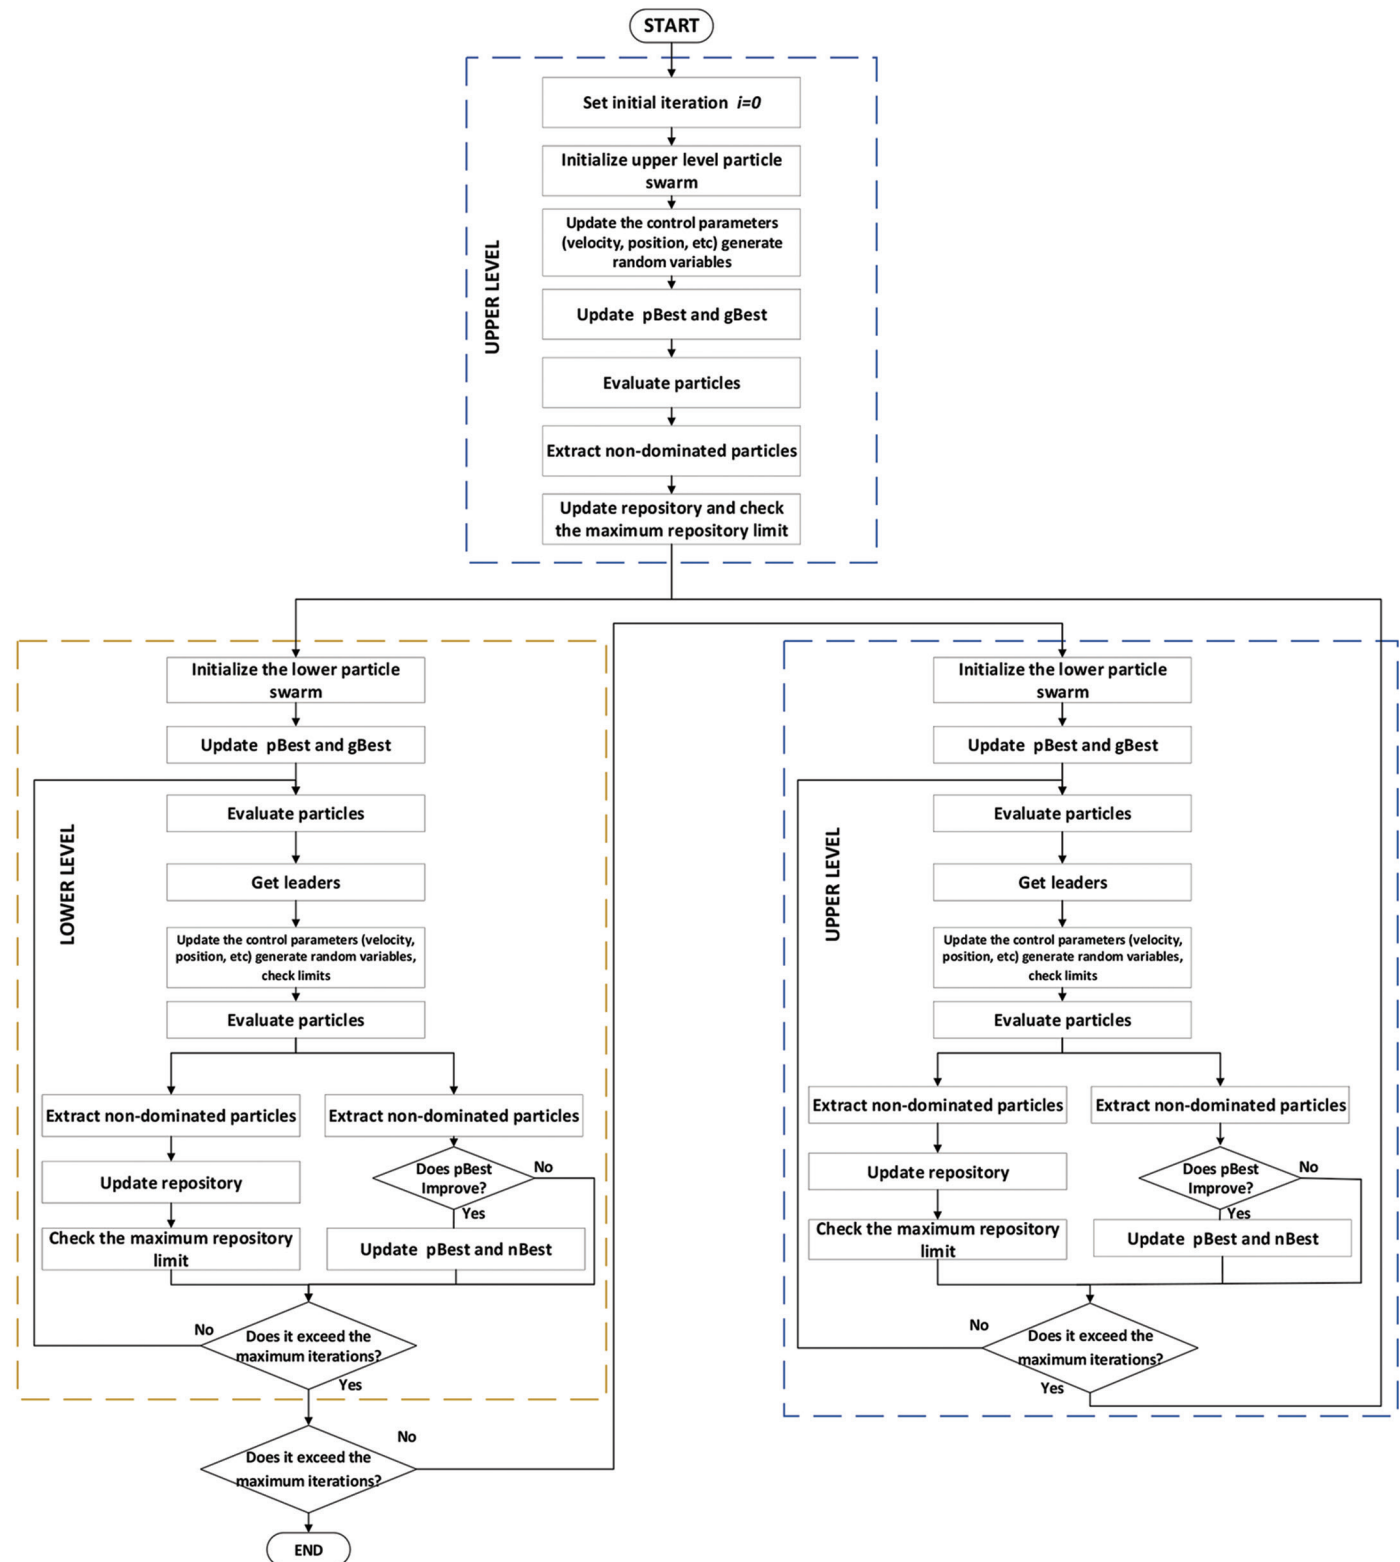 START
Set initial iteration i=0
Initialize upper level particle
swarm
Update the control parameters
(velocity, position, etc) generate
random variables
Update pBest and gBest
Evaluate particles
Extract non-dominated particles
Update repository and check
the maximum repository limit
UPPER LEVEL
Initialize the lower particle
swarm
Update pBest and gBest
Evaluate particles
Get leaders
Update the control parameters (velocity,
position, etc) generate random variables,
check limits
Evaluate particles
LOWER LEVEL
Extract non-dominated particles
Update repository
Check the maximum repository
limit
Extract non-dominated particles
Does pBest
Improve?
No
Yes
Update pBest and nBest
No
Does it exceed the
maximum iterations?
Yes
No
Does it exceed the
maximum iterations?
END
Initialize the lower particle
swarm
Update pBest and gBest
Evaluate particles
Get leaders
Update the control parameters (velocity,
position, etc) generate random variables,
check limits
Evaluate particles
UPPER LEVEL
Extract non-dominated particles
Update repository
Check the maximum repository
limit
Extract non-dominated particles
Does pBest
Improve?
No
Yes
Update pBest and nBest
No
Does it exceed the
maximum iterations?
Yes